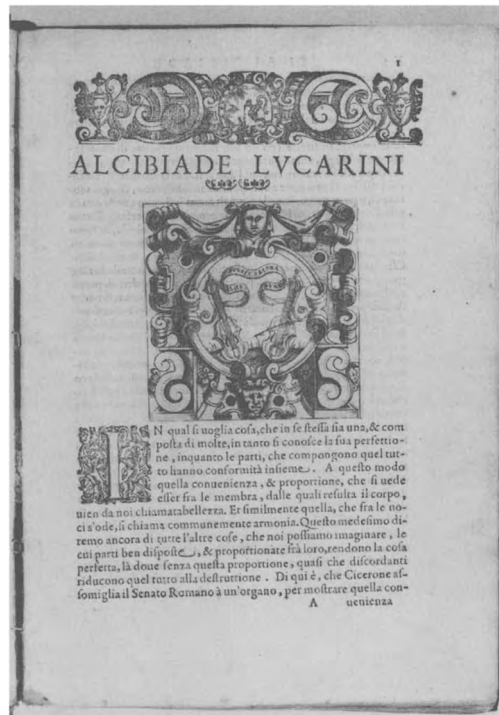 1
ALCIBIADE LVCARINI
IN qual si uoglia cosa, che in se stessa sia una, & com
posta di molte, in tanto si conosce la sua perfettio-
ne, inquanto le parti, che compongono quel tut-
to hanno conformità insieme. A questo modo
quella conuenienza, & proportione, che si uede
esser fra le membra, dalle quali resulta il corpo,
uien da noi chiamatabellezza. Et similmente quella, che fra le uo-
ci s'ode, si chiama communemente armonia. Questo medesimo di-
remo ancora di tutte l'altre cose, che noi possiamo imaginare, le
cui parti ben disposte, & proportionate frà loro, rendono la cosa
perfetta, là doue senza questa proportione, quasi che discordanti
riducono quel tutto alla destruttione. Di qui è, che Cicerone as-
somiglia il Senato Romano à un'organo, per mostrare quella con-
A uenienza